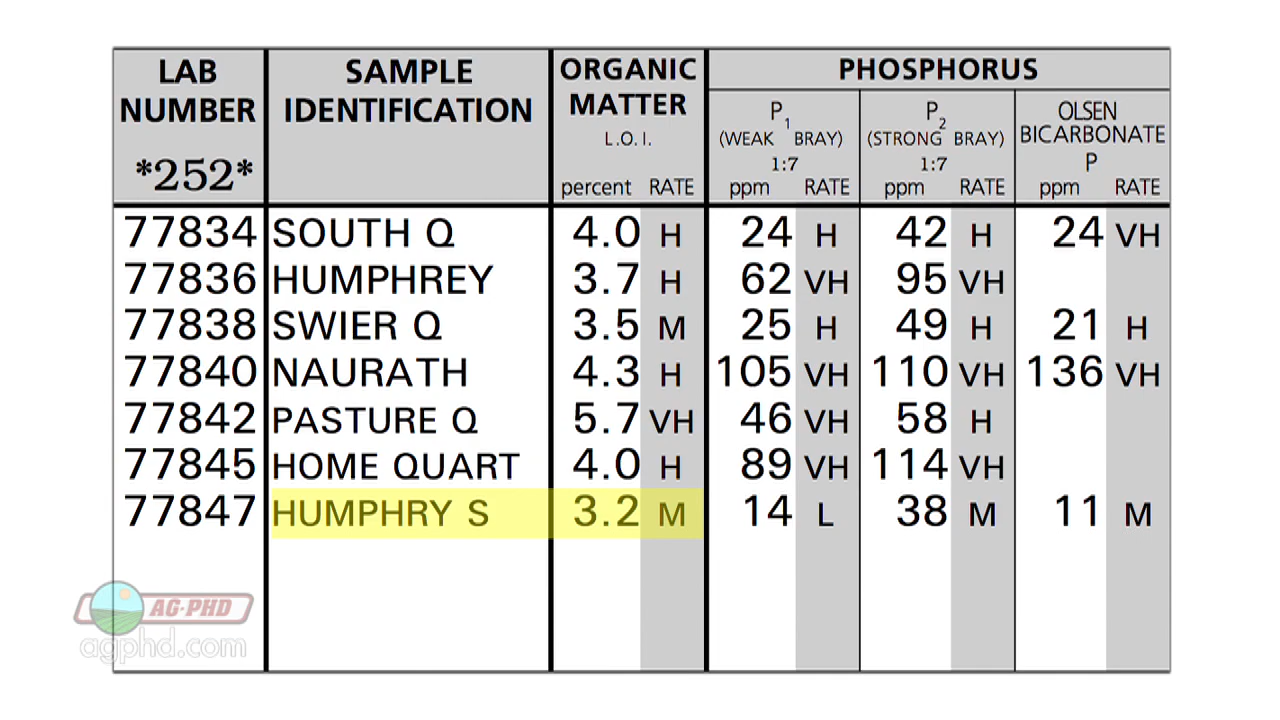 LAB NUMBER
*252*
SAMPLE IDENTIFICATION
ORGANIC MATTER
L.O.I.
percent RATE
PHOSPHORUS
P1 (WEAK BRAY) 1:7
ppm RATE
P2 (STRONG BRAY) 1:7
ppm RATE
OLSEN BICARBONATE P
ppm RATE
77834 SOUTH Q 4.0 H 24 H 42 H 24 VH
77836 HUMPHREY 3.7 H 62 VH 95 VH
77838 SWIER Q 3.5 M 25 H 49 H 21 H
77840 NAURATH 4.3 H 105 VH 110 VH 136 VH
77842 PASTURE Q 5.7 VH 46 VH 58 H
77845 HOME QUART 4.0 H 89 VH 114 VH
77847 HUMPHRY S 3.2 M 14 L 38 M 11 M
AG-PHD
agphd.com